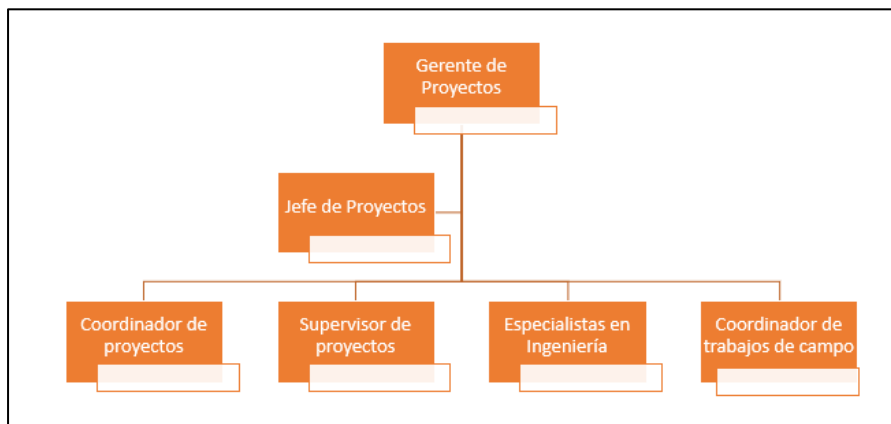 Gerente de
Proyectos
Jefe de Proyectos
Coordinador de
proyectos
Supervisor de
proyectos
Especialistas en
Ingeniería
Coordinador de
trabajos de campo